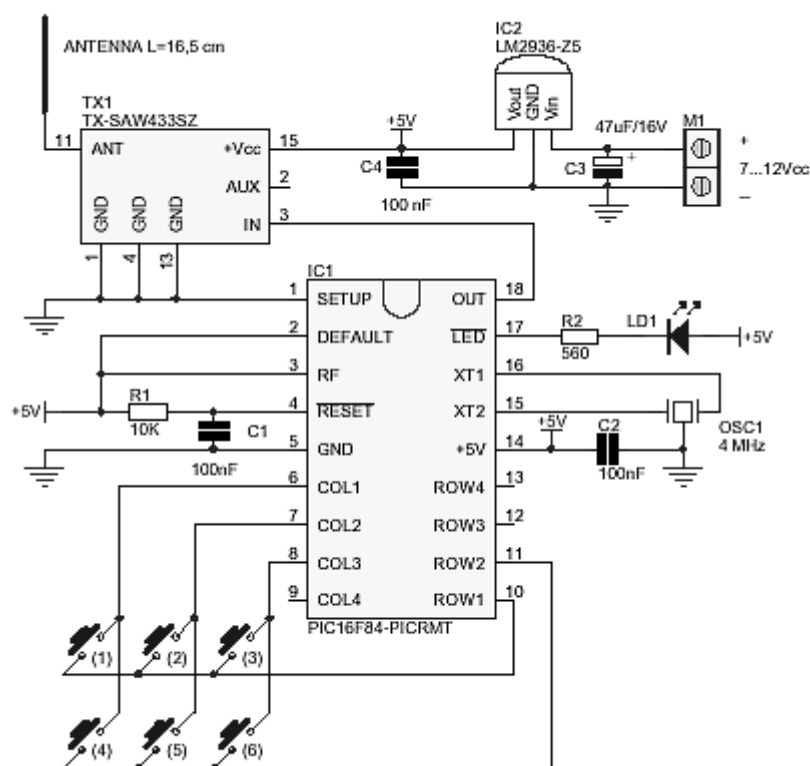 ANTENNA L=16,5 cm
IC2
LM2936-Z5
TX1
TX-SAW433SZ
Vout
GND
Vin
+5V
47uF/16V
M1
11
ANT
+Vcc
15
C4
C3
+
+
7...12Vcc
AUX
2
100 nF
–
GND
GND
GND
IN
3
1
4
13
IC1
1
SETUP
OUT
18
2
DEFAULT
LED
17
R2
560
LD1
+5V
3
RF
XT1
16
+5V
R1
10K
4
RESET
XT2
15
OSC1
4 MHz
C1
100nF
5
GND
+5V
14
+5V
C2
100nF
6
COL1
ROW4
13
7
COL2
ROW3
12
8
COL3
ROW2
11
9
COL4
ROW1
10
PIC16F84-PICRMT
(1)
(2)
(3)
(4)
(5)
(6)